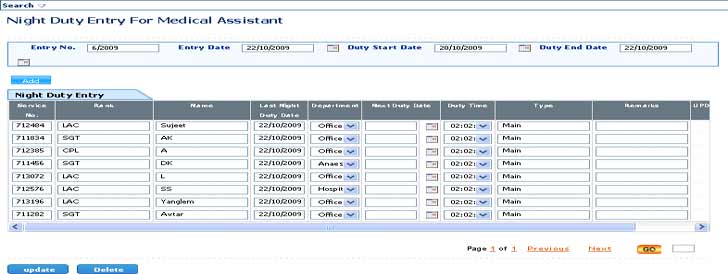 Search
Night Duty Entry For Medical Assistant
Entry No. 6/2009 Entry Date 22/10/2009 Duty Start Date 20/10/2009 Duty End Date 22/10/2009
Add
Night Duty Entry
Service No. Rank Name Last Night Duty Date Department Next Duty Date Duty Time Type Remarks UPD
712484 LAC Sujeet 22/10/2009 Office 02:02: Main
711834 SGT AK 22/10/2009 Office 02:02: Main
712385 CPL A 22/10/2009 Office 02:02: Main
711456 SGT DK 22/10/2009 Anaes 02:02: Main
713072 LAC L 22/10/2009 Office 02:02: Main
712576 LAC SS 22/10/2009 Hospit 02:02: Main
713196 LAC Yanglem 22/10/2009 Office 02:02: Main
711282 SGT Avtar 22/10/2009 Office 02:02: Main
Page 1 of 1 Previous Next GO
update Delete